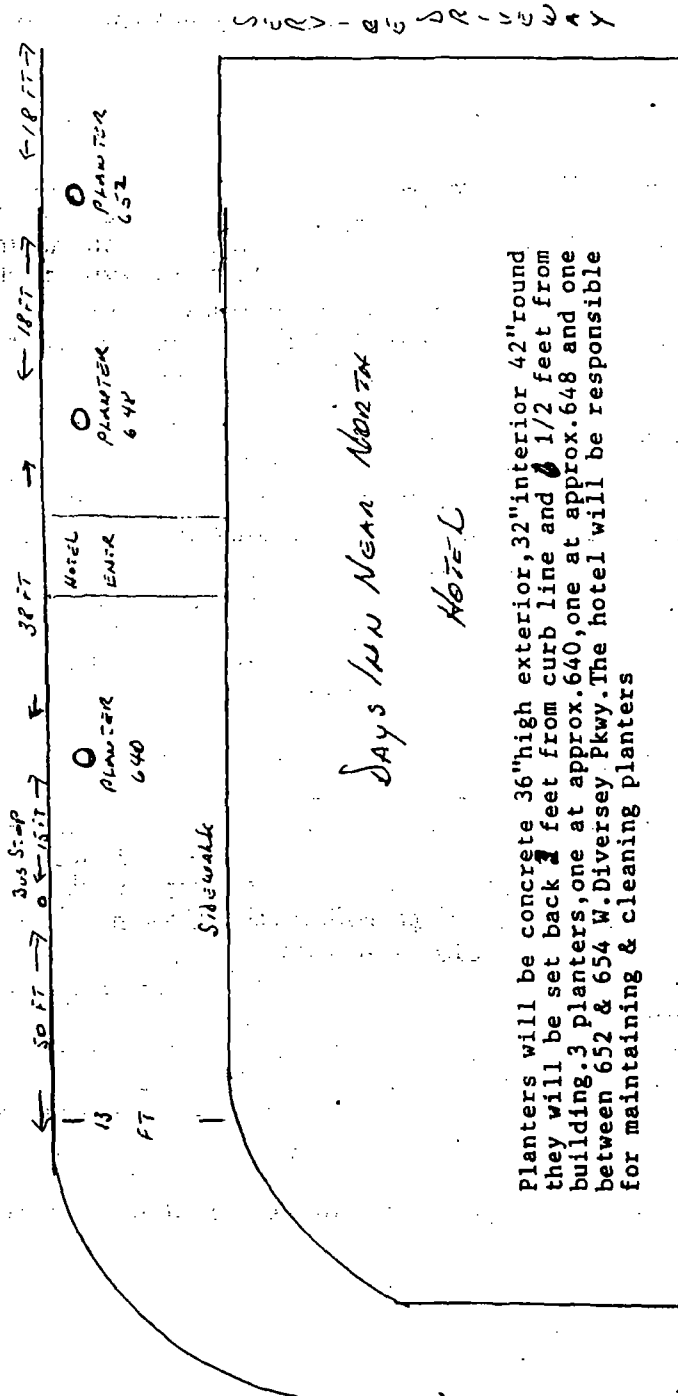 SERVICE DRIVEWAY
← 50 FT →
BUS STOP
← 15 FT →
← 38 FT →
← 18 FT →
← 18 FT →
13
FT
PLANTER
640
HOTEL
ENTR
PLANTER
648
PLANTER
652
SIDEWALK
DAYS INN NEAR NORTH
HOTEL
Planters will be concrete 36"high exterior,32"interior 42"round
they will be set back feet from curb line and 1/2 feet from
building.3 planters,one at approx.640,one at approx.648 and one
between 652 & 654 W.Diversey Pkwy.The hotel will be responsible
for maintaining & cleaning planters